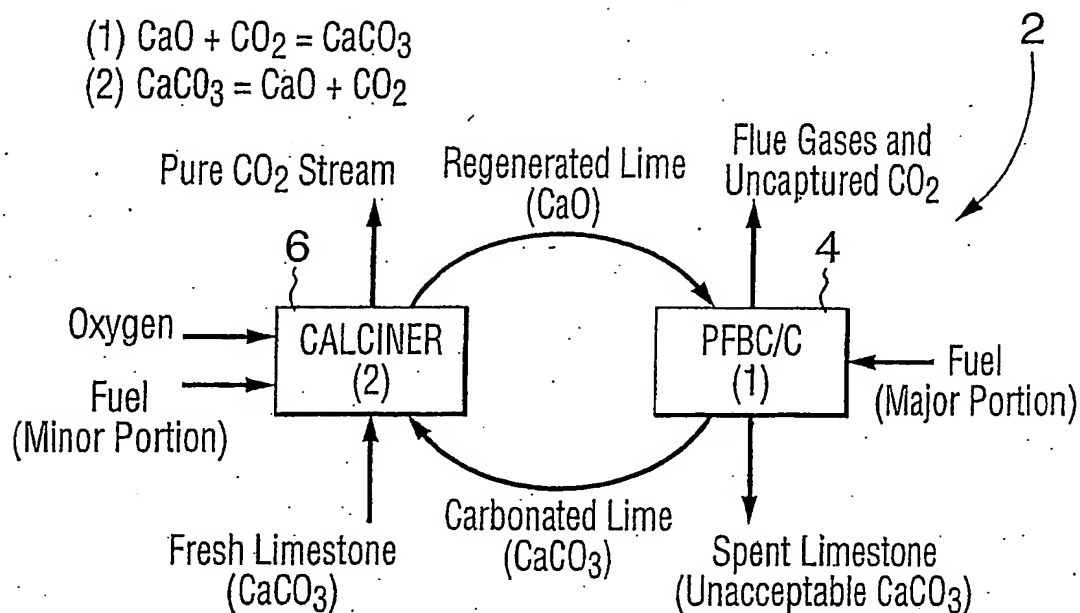 (1) CaO + CO2 = CaCO3
(2) CaCO3 = CaO + CO2
2
Pure CO2 Stream
Regenerated Lime
(CaO)
Flue Gases and
Uncaptured CO2
6
4
Oxygen
Fuel
(Minor Portion)
CALCINER
(2)
PFBC/C
(1)
Fuel
(Major Portion)
Fresh Limestone
(CaCO3)
Carbonated Lime
(CaCO3)
Spent Limestone
(Unacceptable CaCO3)